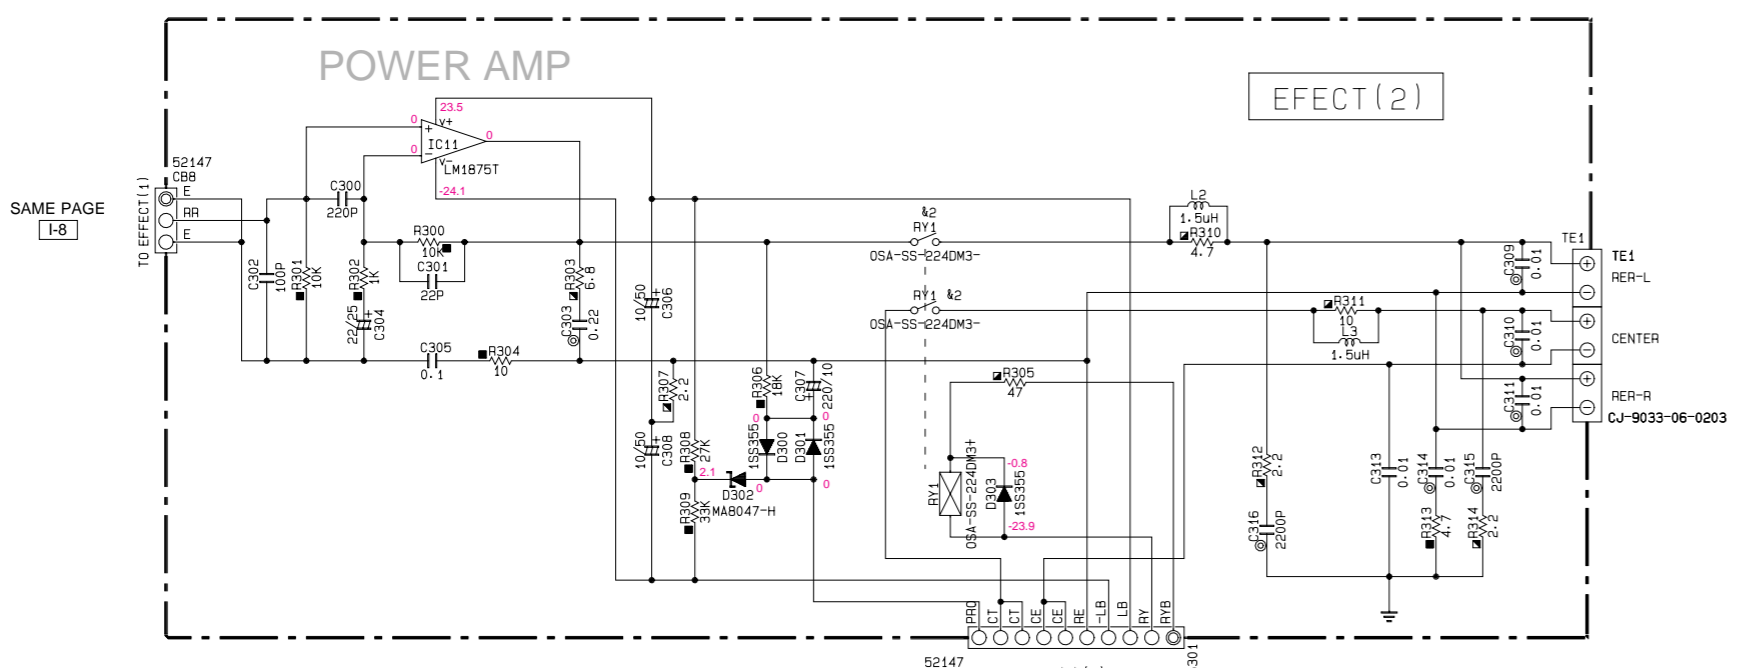 POWER AMP
EFECT(2)
SAME PAGE
I-8
TO EFFECT(1)
52147
CB8
E
RR
E
C302
100P
R301
10K
C300
220P
R302
1K
22/25
C304
0
0
23.5
V+
+
IC11
−
V-
LM1875T
0
-24.1
R300
10K
C301
22P
C305
0.1
R304
10
R303
6.8
C303
0.22
10/50
C306
R307
2.2
10/50
C308
R308
27K
2.1
R309
33K
D302
MA8047-H
R306
18K
C307
220/10
0
0
1SS355
D300
D301
1SS355
0
0
&2
RY1
OSA-SS-224DM3-
RY1 &2
OSA-SS-224DM3-
R305
47
RY1
OSA-SS-224DM3+
D303
1SS355
-0.8
-23.9
L2
1.5uH
R310
4.7
R311
10
L3
1.5uH
R312
2.2
C316
2200P
C313
0.01
C314
0.01
R313
4.7
C315
2200P
R314
2.2
C309
0.01
C310
0.01
C311
0.01
TE1
TE1
+
RER-L
−
+
CENTER
−
+
RER-R
−
CJ-9033-06-0203
PRO
CT
CT
CE
CE
RE
-LB
LB
RY
RYB
52147
301